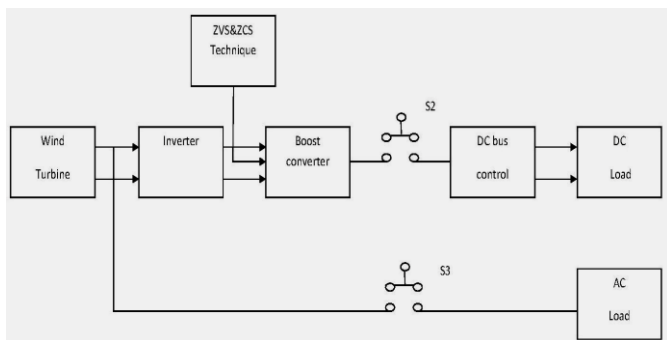 ZVS&ZCS
Technique
S2
Wind
Turbine
Inverter
Boost
converter
DC bus
control
DC
Load
S3
AC
Load